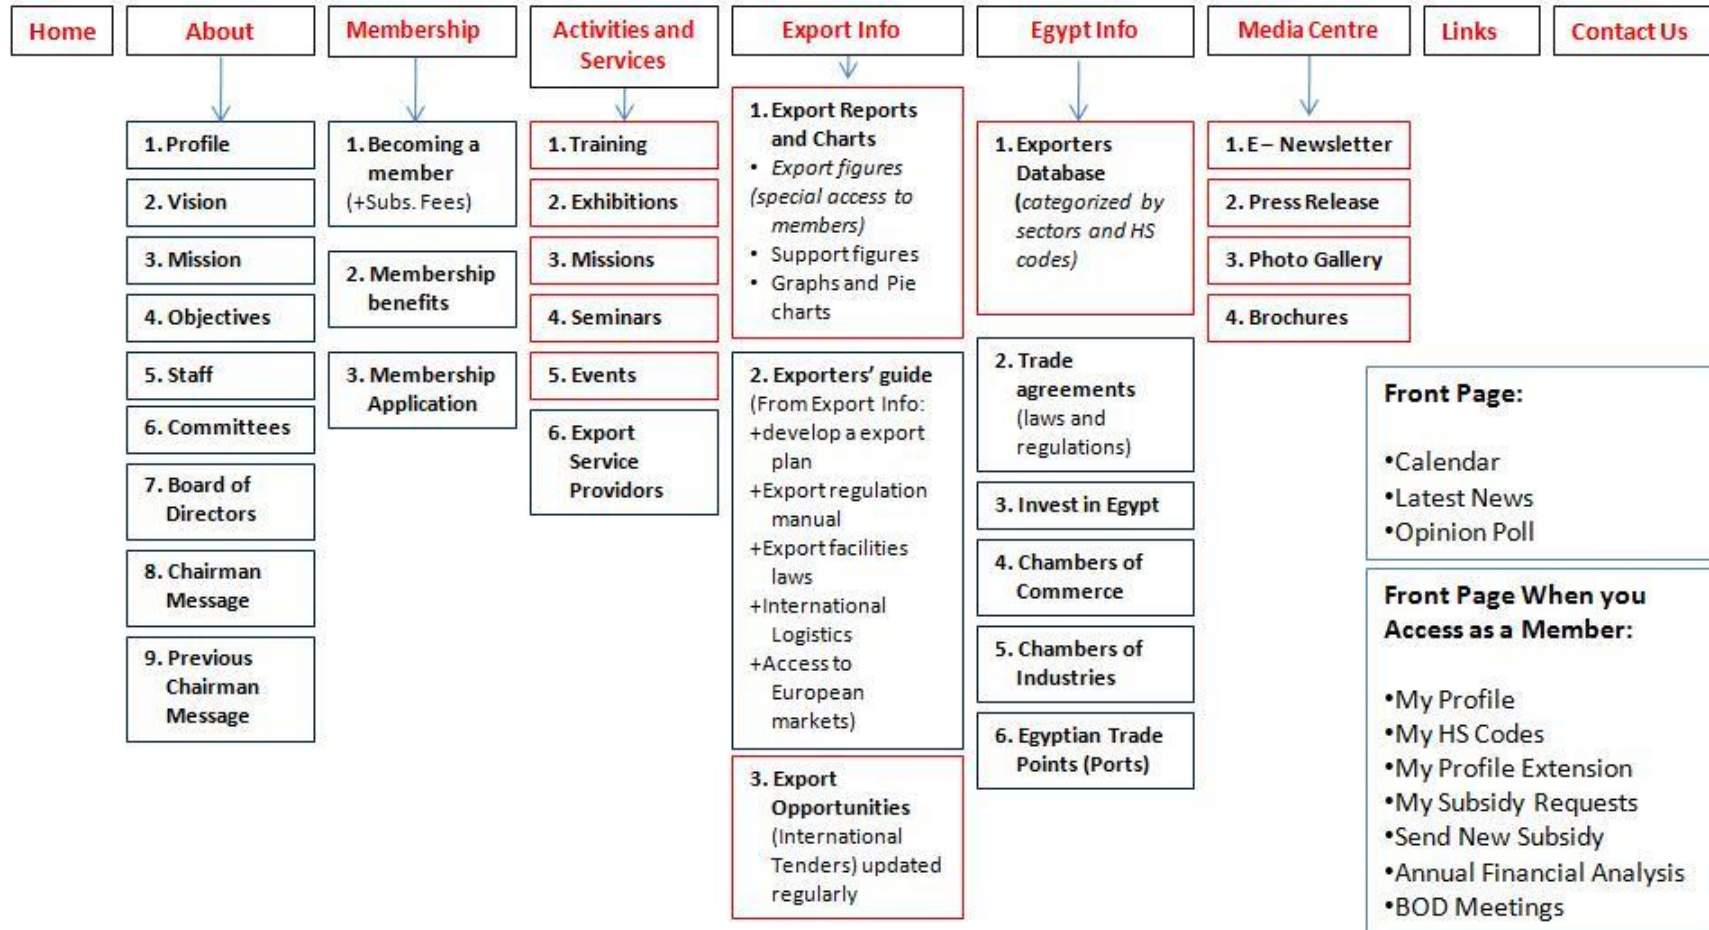 Home
About
Membership
Activities and
Services
Export Info
Egypt Info
Media Centre
Links
Contact Us
1. Profile
2. Vision
3. Mission
4. Objectives
5. Staff
6. Committees
7. Board of
Directors
8. Chairman
Message
9. Previous
Chairman
Message
1. Becoming a
member
(+Subs. Fees)
2. Membership
benefits
3. Membership
Application
1. Training
2. Exhibitions
3. Missions
4. Seminars
5. Events
6. Export
Service
Providors
1. Export Reports
and Charts
• Export figures
(special access to
members)
• Support figures
• Graphs and Pie
charts
2. Exporters’ guide
(From Export Info:
+develop a export
plan
+Export regulation
manual
+Export facilities
laws
+International
Logistics
+Access to
European
markets)
3. Export
Opportunities
(International
Tenders) updated
regularly
1. Exporters
Database
(categorized by
sectors and HS
codes)
2. Trade
agreements
(laws and
regulations)
3. Invest in Egypt
4. Chambers of
Commerce
5. Chambers of
Industries
6. Egyptian Trade
Points (Ports)
1. E – Newsletter
2. Press Release
3. Photo Gallery
4. Brochures
Front Page:
•Calendar
•Latest News
•Opinion Poll
Front Page When you
Access as a Member:
•My Profile
•My HS Codes
•My Profile Extension
•My Subsidy Requests
•Send New Subsidy
•Annual Financial Analysis
•BOD Meetings